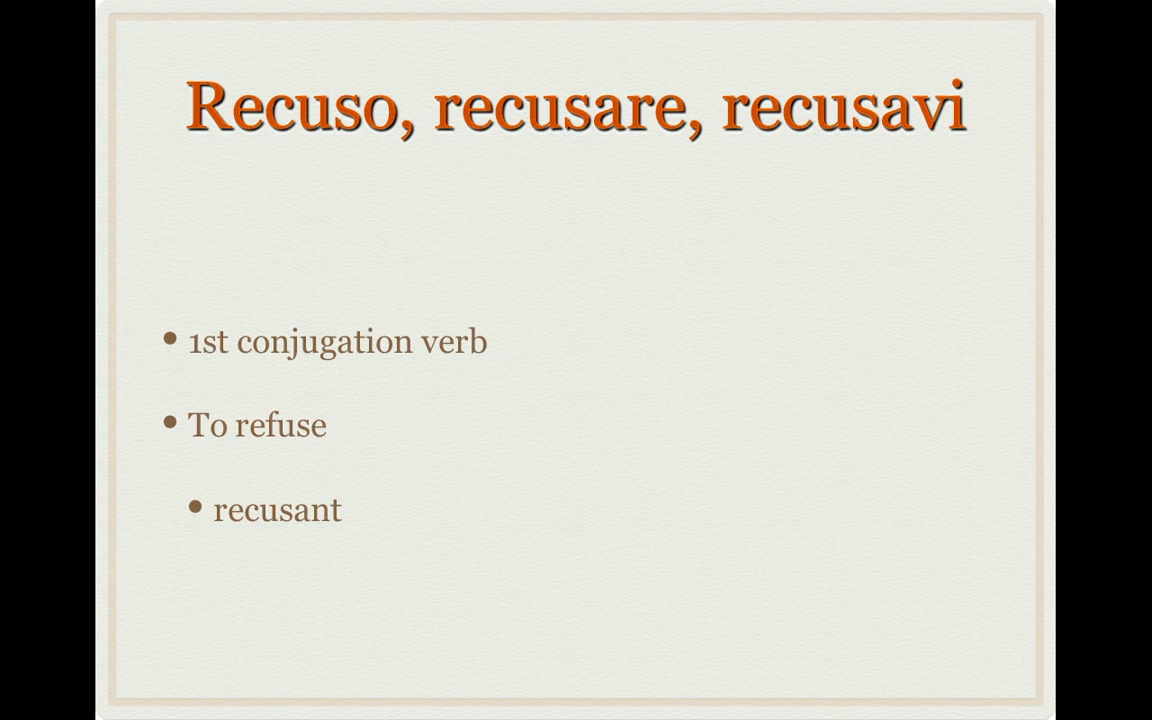 Recuso, recusare, recusavi
• 1st conjugation verb
• To refuse
• recusant